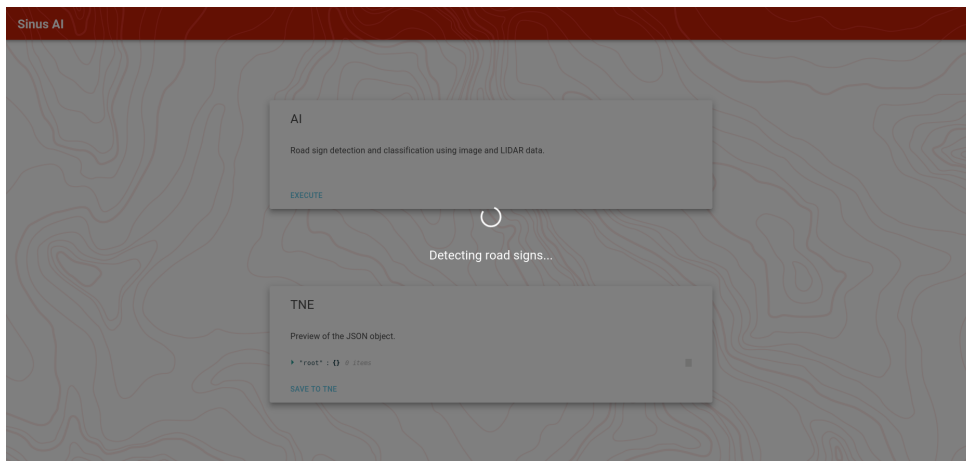 Sinus AI
AI
Road sign detection and classification using image and LIDAR data.
EXECUTE
Detecting road signs...
TNE
Preview of the JSON object.
"root" : {} 0 items
SAVE TO TNE